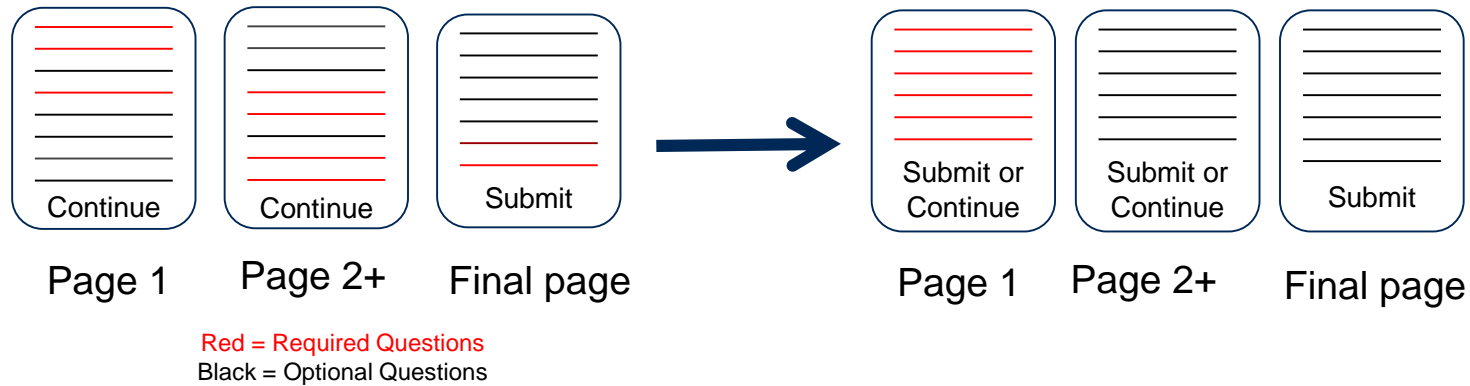 Continue
Continue
Submit
Submit or
Continue
Submit or
Continue
Submit
Page 1
Page 2+
Final page
Page 1
Page 2+
Final page
Red = Required Questions
Black = Optional Questions